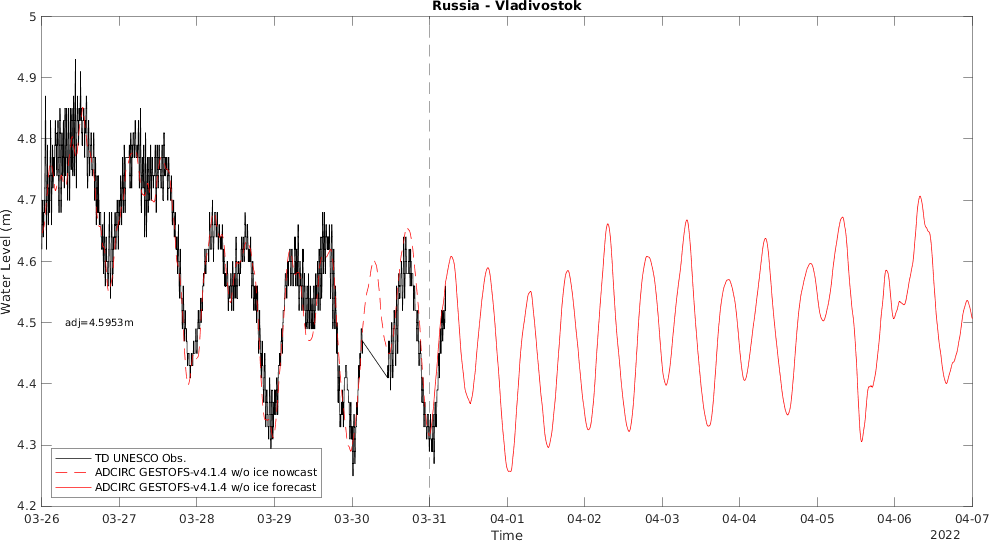 Russia - Vladivostok
5
4.9
4.8
4.7
4.6
4.5
4.4
4.3
4.2
Water Level (m)
adj=4.5953m
TD UNESCO Obs.
ADCIRC GESTOFS-v4.1.4 w/o ice nowcast
ADCIRC GESTOFS-v4.1.4 w/o ice forecast
03-26 03-27 03-28 03-29 03-30 03-31 04-01 04-02 04-03 04-04 04-05 04-06 04-07
Time
2022